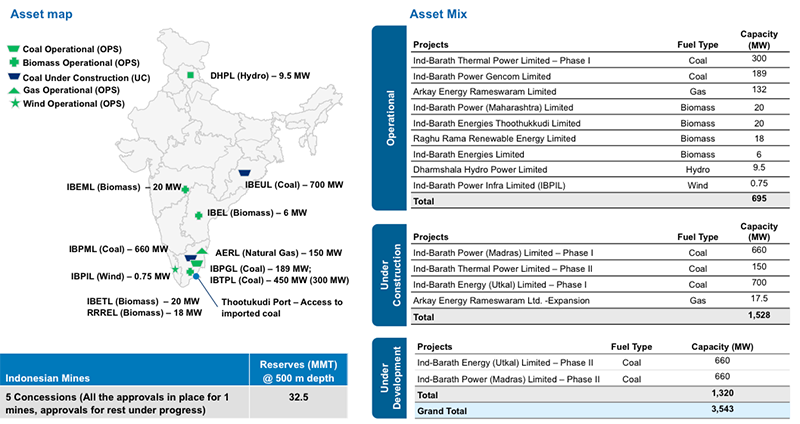 Asset map
Coal Operational (OPS)
Biomass Operational (OPS)
Coal Under Construction (UC)
Gas Operational (OPS)
Wind Operational (OPS)
DHPL (Hydro) – 9.5 MW
IBEUL (Coal) – 700 MW
IBEML (Biomass) – 20 MW
IBEL (Biomass) – 6 MW
IBPML (Coal) – 660 MW
AERL (Natural Gas) – 150 MW
IBPIL (Wind) – 0.75 MW
IBPGL (Coal) – 189 MW;
IBTPL (Coal) – 450 MW (300 MW)
IBETL (Biomass) – 20 MW
RRREL (Biomass) – 18 MW
Thootukudi Port – Access to
imported coal
Indonesian Mines
Reserves (MMT)
@ 500 m depth
5 Concessions (All the approvals in place for 1
mines, approvals for rest under progress)
32.5
Asset Mix
Operational
Projects Fuel Type Capacity (MW)
Ind-Barath Thermal Power Limited – Phase I Coal 300
Ind-Barath Power Gencom Limited Coal 189
Arkay Energy Rameswaram Limited Gas 132
Ind-Barath Power (Maharashtra) Limited Biomass 20
Ind-Barath Energies Thoothukkudi Limited Biomass 20
Raghu Rama Renewable Energy Limited Biomass 18
Ind-Barath Energies Limited Biomass 6
Dharmshala Hydro Power Limited Hydro 9.5
Ind-Barath Power Infra Limited (IBPIL) Wind 0.75
Total 695
Under Construction
Projects Fuel Type Capacity (MW)
Ind-Barath Power (Madras) Limited – Phase I Coal 660
Ind-Barath Thermal Power Limited – Phase II Coal 150
Ind-Barath Energy (Utkal) Limited – Phase I Coal 700
Arkay Energy Rameswaram Ltd. -Expansion Gas 17.5
Total 1,528
Under Development
Projects Fuel Type Capacity (MW)
Ind-Barath Energy (Utkal) Limited – Phase II Coal 660
Ind-Barath Power (Madras) Limited – Phase II Coal 660
Total 1,320
Grand Total 3,543